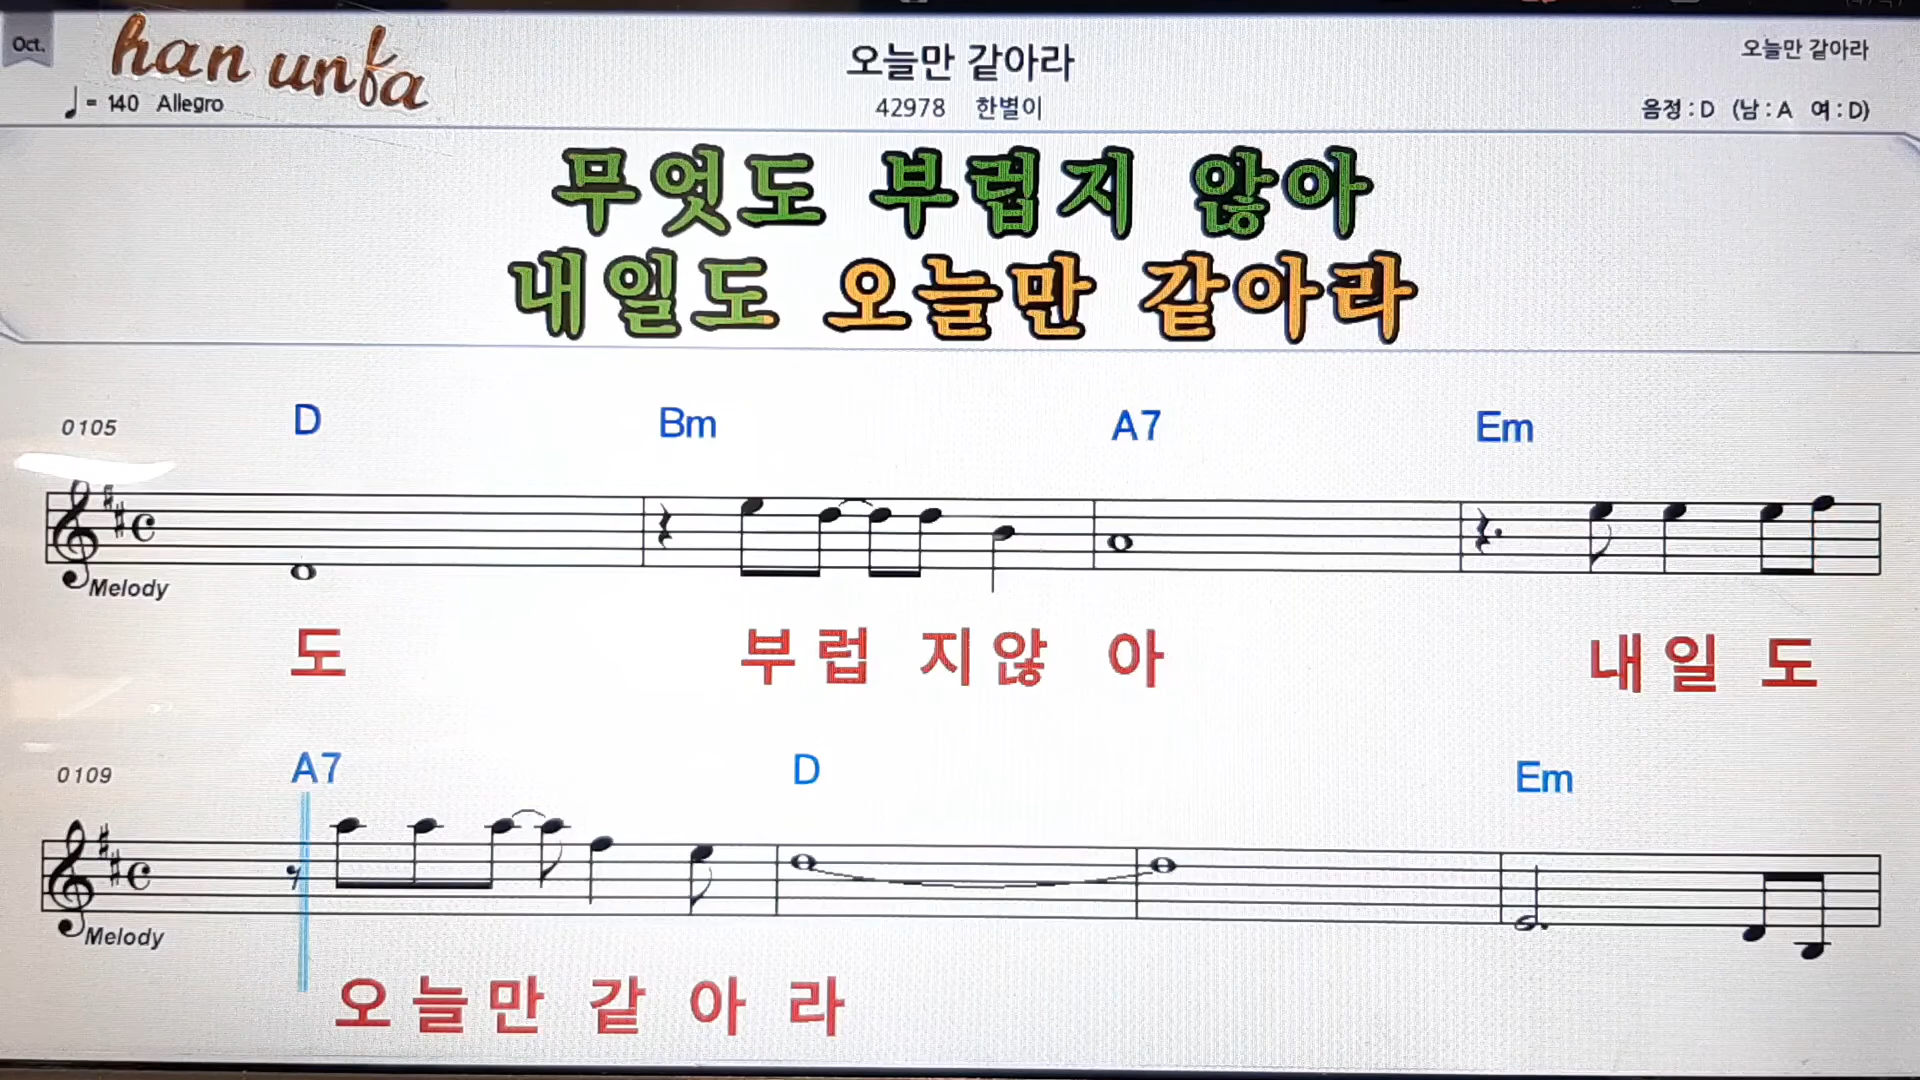 Oct.
han unfa
오늘만 같아라
오늘만 같아라
= 140 Allegro
42978 한별이
음정 : D (남 : A 여 : D)
무엇도 부럽지 않아
내일도 오늘만 같아라
0105 D Bm A7 Em
Melody
도 부럽 지않 아 내일 도
0109 A7 D Em
Melody
오늘만 같 아 라